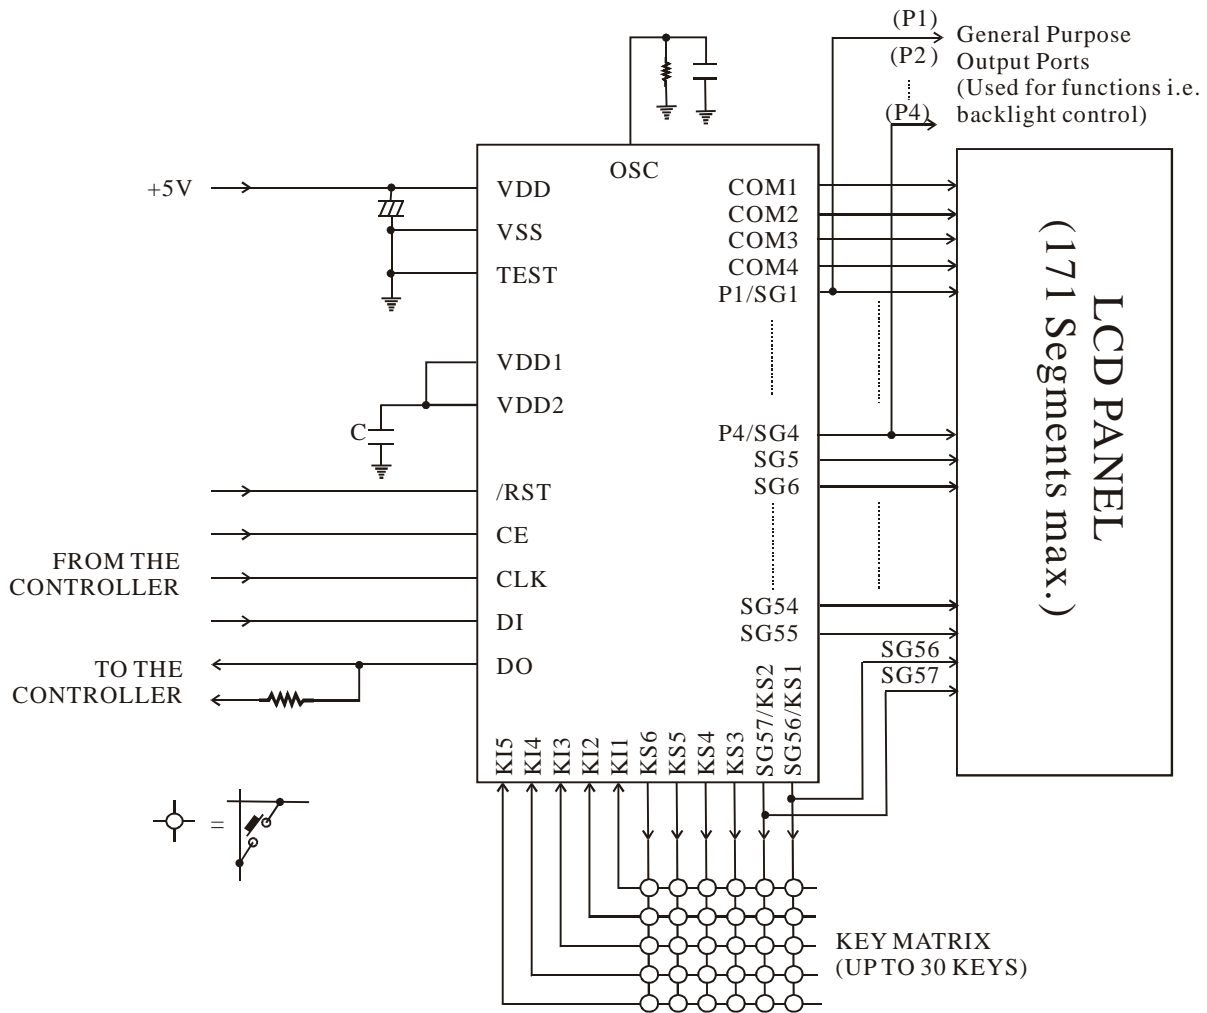 (P1)
General Purpose
(P2)
Output Ports
(Used for functions i.e.
(P4)
backlight control)
OSC
+5V
VDD
VSS
TEST
VDD1
VDD2
C
/RST
CE
FROM THE
CONTROLLER
CLK
DI
TO THE
CONTROLLER
DO
COM1
COM2
COM3
COM4
P1/SG1
P4/SG4
SG5
SG6
SG54
SG55
SG56
SG57
LCD PANEL
(171 Segments max.)
KI5
KI4
KI3
KI2
KI1
KS6
KS5
KS4
KS3
SG57/KS2
SG56/KS1
=
KEY MATRIX
(UP TO 30 KEYS)